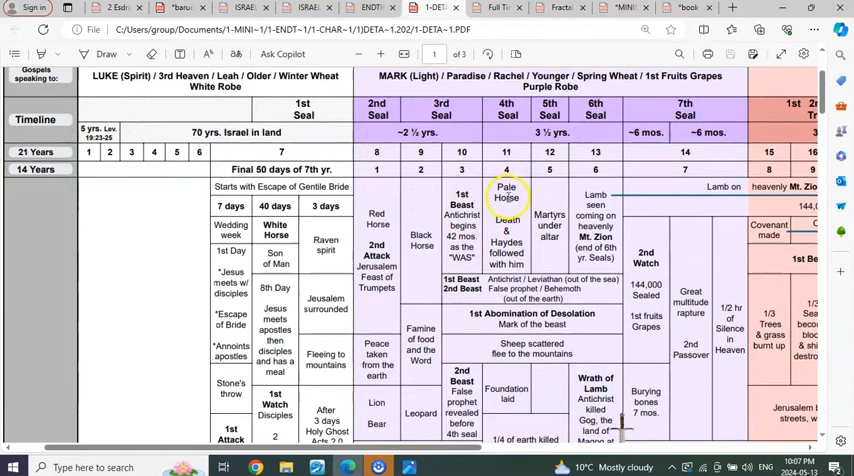 Sign in
2 Esdra
*baruc
ISRAEL
ISRAEL
ENDTI
1-DETA
Full Tim
Fractal
*MINIS
*book
File
C:/Users/group/Documents/1-MINI~1/1-ENDT~1/1-CHAR~1)DETA~1.202/1-DETA~1.PDF
Draw
Ask Copilot
1 of 3
Gospels speaking to:
LUKE (Spirit) / 3rd Heaven / Leah / Older / Winter Wheat
White Robe
MARK (Light) / Paradise / Rachel / Younger / Spring Wheat / 1st Fruits Grapes
Purple Robe
Timeline
1st Seal
2nd Seal
3rd Seal
4th Seal
5th Seal
6th Seal
7th Seal
1st
5 yrs. Lev. 19:23-25
70 yrs. Israel in land
~2 ½ yrs.
3 ½ yrs.
~6 mos.
~6 mos.
21 Years
1 2 3 4 5 6 7 8 9 10 11 12 13 14 15 16
14 Years
Final 50 days of 7th yr.
1 2 3 4 5 6 7 8 9
Starts with Escape of Gentile Bride
7 days
40 days
3 days
Wedding week
1st Day
*Jesus meets w/ disciples
*Escape of Bride
*Annoints apostles
Stone's throw
1st Attack
White Horse
Son of Man
8th Day
Jesus meets apostles then disciples and has a meal
1st Watch
Disciples
2
Raven spirit
Jesusalem surrounded
Fleeing to mountains
After 3 days
Holy Ghost
Acts 2.0
Red Horse
2nd Attack
Jerusalem
Feast of Trumpets
Peace taken from the earth
Lion
Bear
Black Horse
Famine of food and the Word
Leopard
1st Beast
Antichrist begins 42 mos. as the "WAS"
Pale Horse
Death & Haydes followed with him
Martyrs under altar
Lamb seen coming on heavenly Mt. Zion (end of 6th yr. Seals)
1st Beast Antichrist / Leviathan (out of the sea)
2nd Beast False prophet / Behemoth
(out of the earth)
1st Abomination of Desolation
Mark of the beast
Sheep scattered
flee to the mountains
2nd Beast
False prophet revealed before 4th seal
Foundation laid
1/4 of earth killed
Wrath of Lamb
Antichrist killed
Gog, the land of Magog at
Lamb on heavenly Mt. Zion
144,
2nd Watch
144,000 Sealed
1st fruits Grapes
Burying bones 7 mos.
Great multitude rapture
2nd Passover
1/2 hr of Silence in Heaven
Covenant made
1st B
1/3 Trees & grass burnt up
1/3
Jerusalem b
streets, w
Type here to search
10°C Mostly cloudy
10:07 PM
2024-05-13